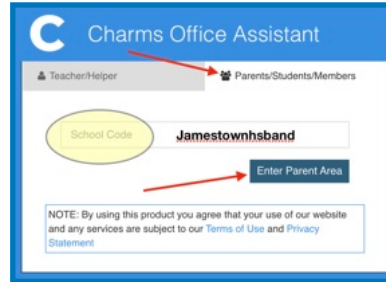 C Charms Office Assistant
Teacher/Helper Parents/Students/Members
School Code Jamestownhsband
Enter Parent Area
NOTE: By using this product you agree that your use of our website
and any services are subject to our Terms of Use and Privacy
Statement